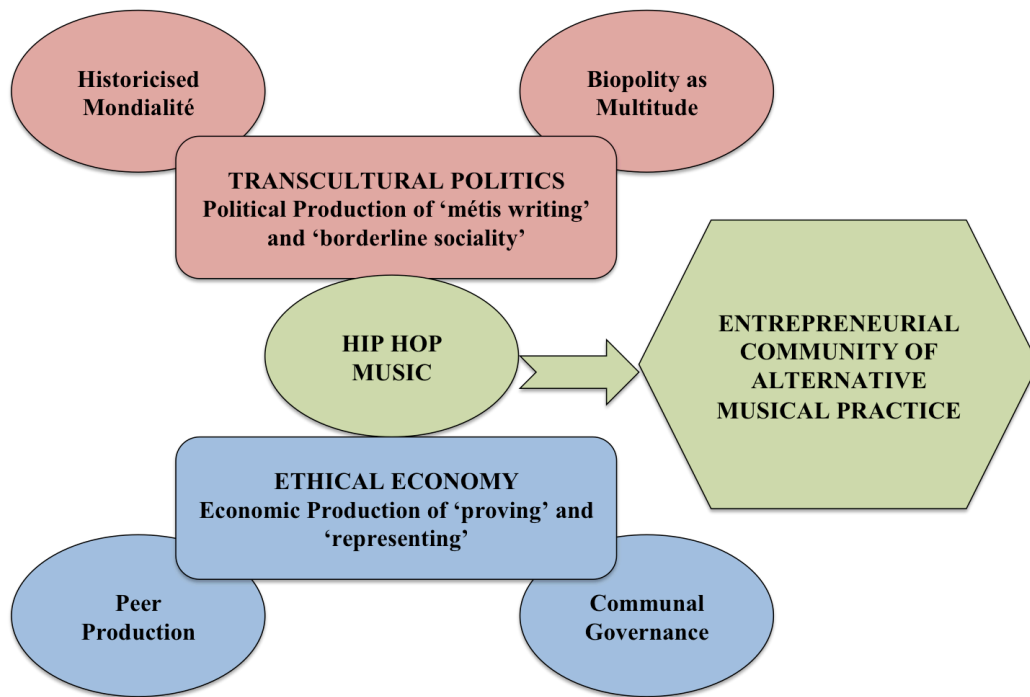 Historicised
Mondialité
Biopolity as
Multitude
TRANSCULTURAL POLITICS
Political Production of ‘métis writing’
and ‘borderline sociality’
HIP HOP
MUSIC
ENTREPRENEURIAL
COMMUNITY OF
ALTERNATIVE
MUSICAL PRACTICE
ETHICAL ECONOMY
Economic Production of ‘proving’ and
‘representing’
Peer
Production
Communal
Governance